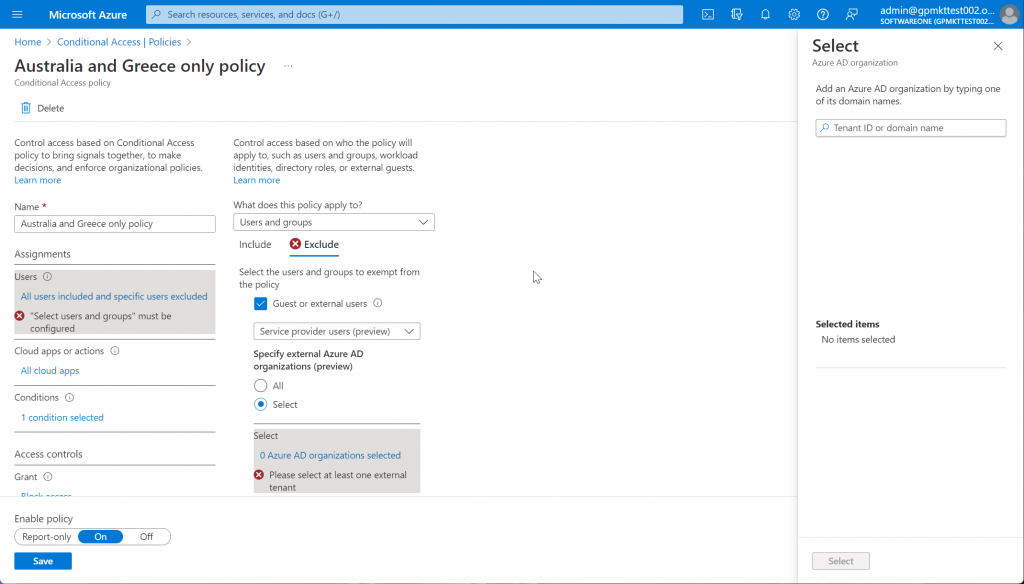 Microsoft Azure
Search resources, services, and docs (G+/)
admin@gpmkttest002.o...
SOFTWAREONE (GPMKTTEST002....
Home > Conditional Access | Policies >
Australia and Greece only policy ...
Conditional Access policy
Delete
Control access based on Conditional Access
policy to bring signals together, to make
decisions, and enforce organizational policies.
Learn more
Name *
Australia and Greece only policy
Assignments
Users
All users included and specific users excluded
"Select users and groups" must be
configured
Cloud apps or actions
All cloud apps
Conditions
1 condition selected
Access controls
Grant
Block access
Enable policy
Report-only On Off
Save
Control access based on who the policy will
apply to, such as users and groups, workload
identities, directory roles, or external guests.
Learn more
What does this policy apply to?
Users and groups
Include Exclude
Select the users and groups to exempt from
the policy
Guest or external users
Service provider users (preview)
Specify external Azure AD
organizations (preview)
All
Select
Select
0 Azure AD organizations selected
Please select at least one external
tenant
Select
Azure AD organization
Add an Azure AD organization by typing one
of its domain names.
Tenant ID or domain name
Selected items
No items selected
Select